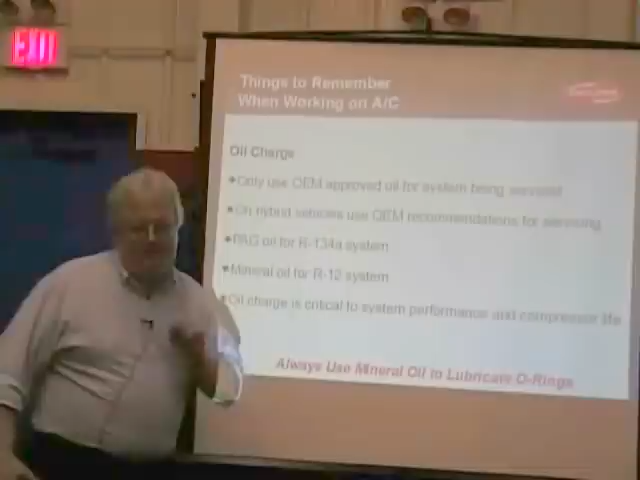 EXIT
Things to Remember
When Working on A/C
Oil Charge
•Only use OEM approved oil for system being serviced
•On hybrid vehicles use OEM recommendations for servicing
•PAG oil for R-134a system
•Mineral oil for R-12 system
•Oil charge is critical to system performance and compressor life
Always Use Mineral Oil to Lubricate O-Rings